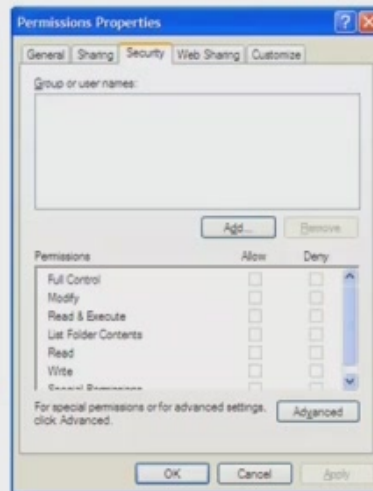 Permissions Properties
General Sharing Security Web Sharing Customize
Group or user names:
Add... Remove
Permissions Allow Deny
Full Control
Modify
Read & Execute
List Folder Contents
Read
Write
Special Permissions
For special permissions or for advanced settings,
click Advanced.
Advanced
OK Cancel Apply